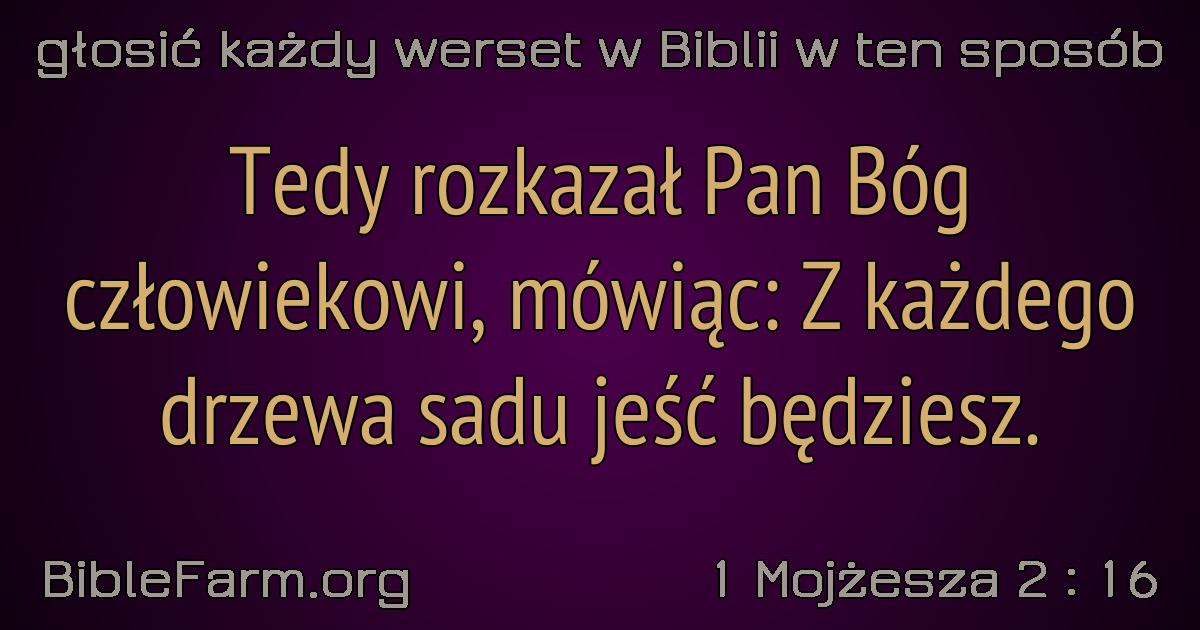 głosić każdy werset w Biblii w ten sposób
Tedy rozkazał Pan Bóg
człowiekowi, mówiąc: Z każdego
drzewa sadu jeść będziesz.
BibleFarm.org
1 Mojżesza 2 : 16